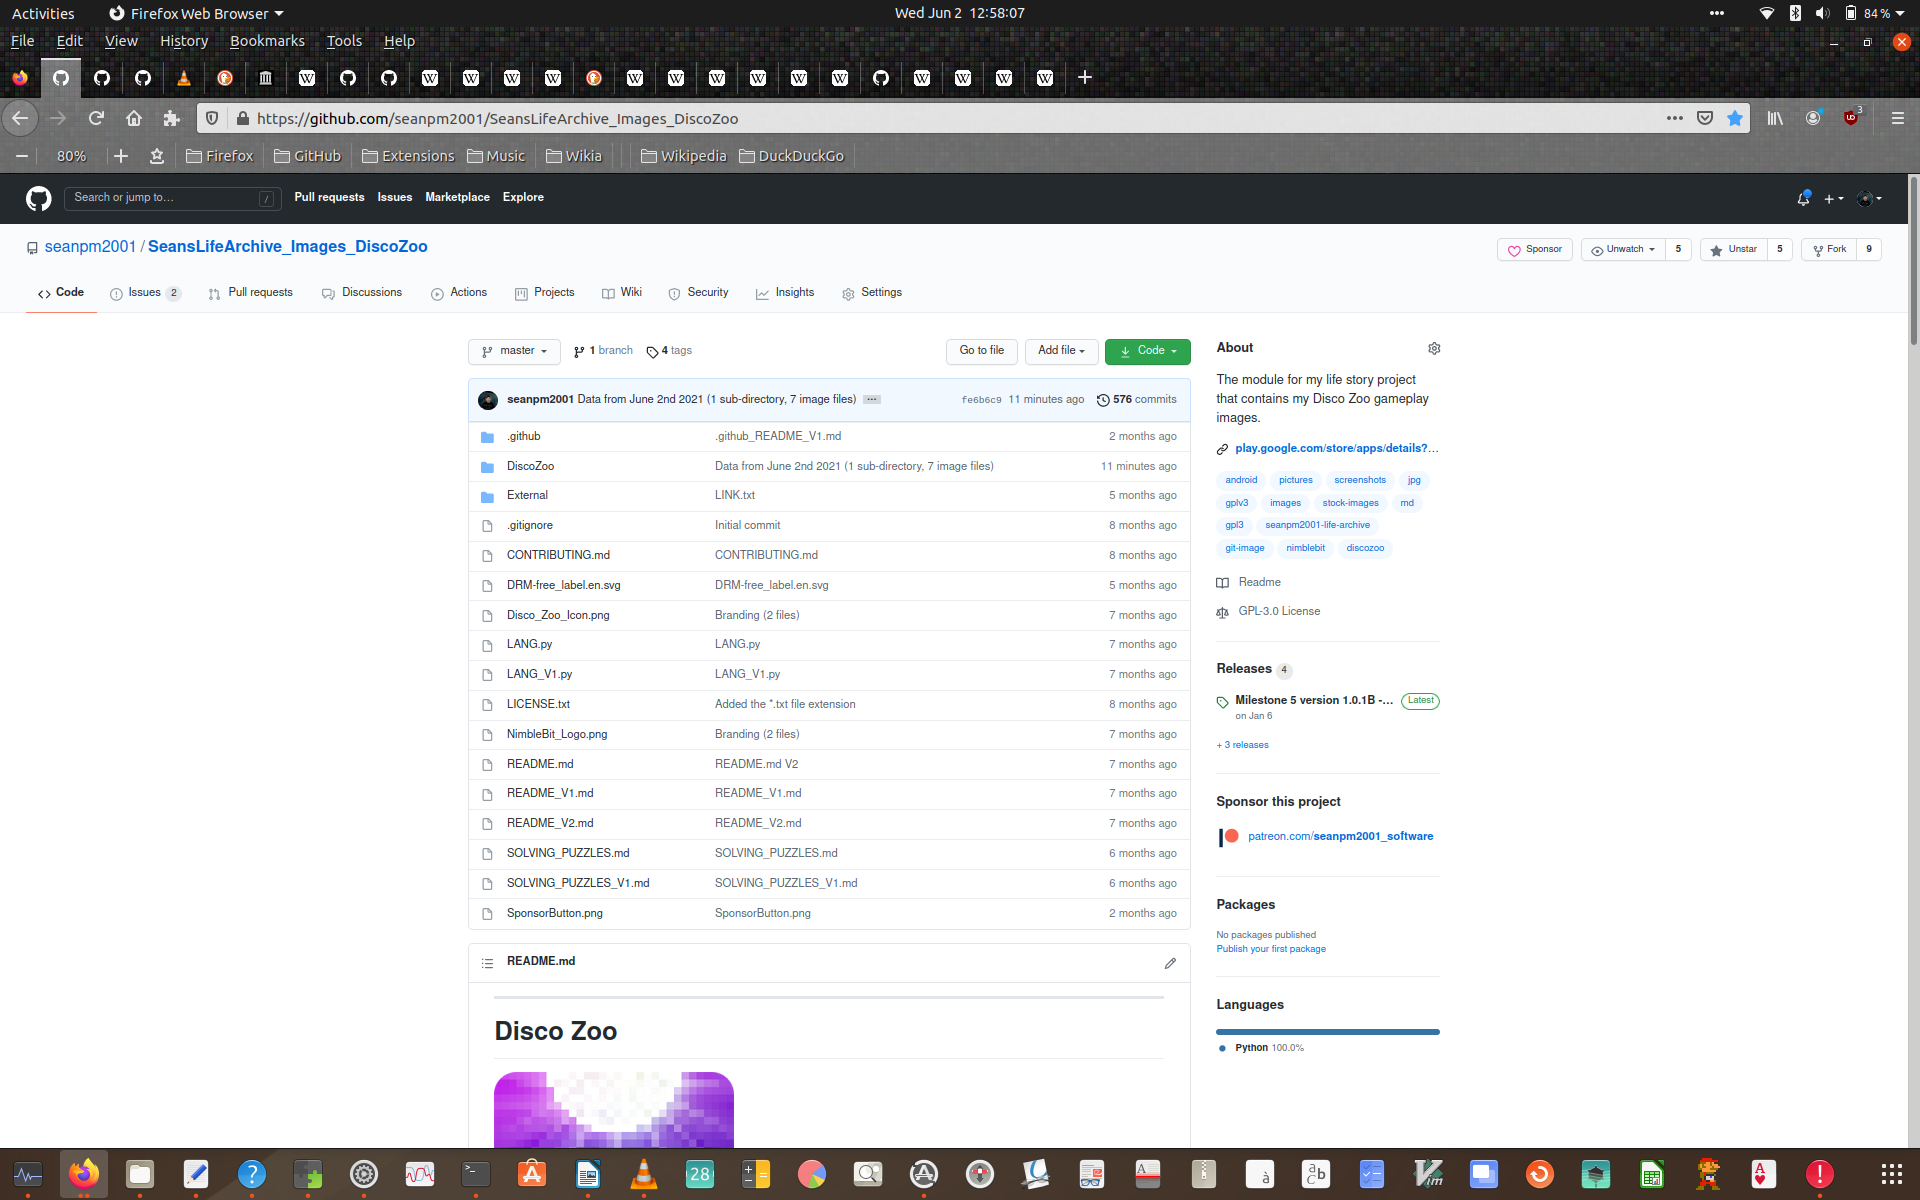 Activities Firefox Web Browser Wed Jun 2 12:58:07 84 %
File Edit View History Bookmarks Tools Help
https://github.com/seanpm2001/SeansLifeArchive_Images_DiscoZoo 3
80% Firefox GitHub Extensions Music Wikia Wikipedia DuckDuckGo
Search or jump to… / Pull requests Issues Marketplace Explore
seanpm2001 / SeansLifeArchive_Images_DiscoZoo Sponsor Unwatch 5 Unstar 5 Fork 9
Code Issues 2 Pull requests Discussions Actions Projects Wiki Security Insights Settings
master 1 branch 4 tags Go to file Add file Code
seanpm2001 Data from June 2nd 2021 (1 sub-directory, 7 image files) ... fe6b6c9 11 minutes ago 576 commits
.github .github_README_V1.md 2 months ago
DiscoZoo Data from June 2nd 2021 (1 sub-directory, 7 image files) 11 minutes ago
External LINK.txt 5 months ago
.gitignore Initial commit 8 months ago
CONTRIBUTING.md CONTRIBUTING.md 8 months ago
DRM-free_label.en.svg DRM-free_label.en.svg 5 months ago
Disco_Zoo_Icon.png Branding (2 files) 7 months ago
LANG.py LANG.py 7 months ago
LANG_V1.py LANG_V1.py 7 months ago
LICENSE.txt Added the *.txt file extension 8 months ago
NimbleBit_Logo.png Branding (2 files) 7 months ago
README.md README.md V2 7 months ago
README_V1.md README_V1.md 7 months ago
README_V2.md README_V2.md 7 months ago
SOLVING_PUZZLES.md SOLVING_PUZZLES.md 6 months ago
SOLVING_PUZZLES_V1.md SOLVING_PUZZLES_V1.md 6 months ago
SponsorButton.png SponsorButton.png 2 months ago
README.md
Disco Zoo
About
The module for my life story project
that contains my Disco Zoo gameplay
images.
play.google.com/store/apps/details?…
android pictures screenshots jpg
gplv3 images stock-images md
gpl3 seanpm2001-life-archive
git-image nimblebit discozoo
Readme
GPL-3.0 License
Releases 4
Milestone 5 version 1.0.1B -... Latest
on Jan 6
+ 3 releases
Sponsor this project
patreon.com/seanpm2001_software
Packages
No packages published
Publish your first package
Languages
Python 100.0%
28